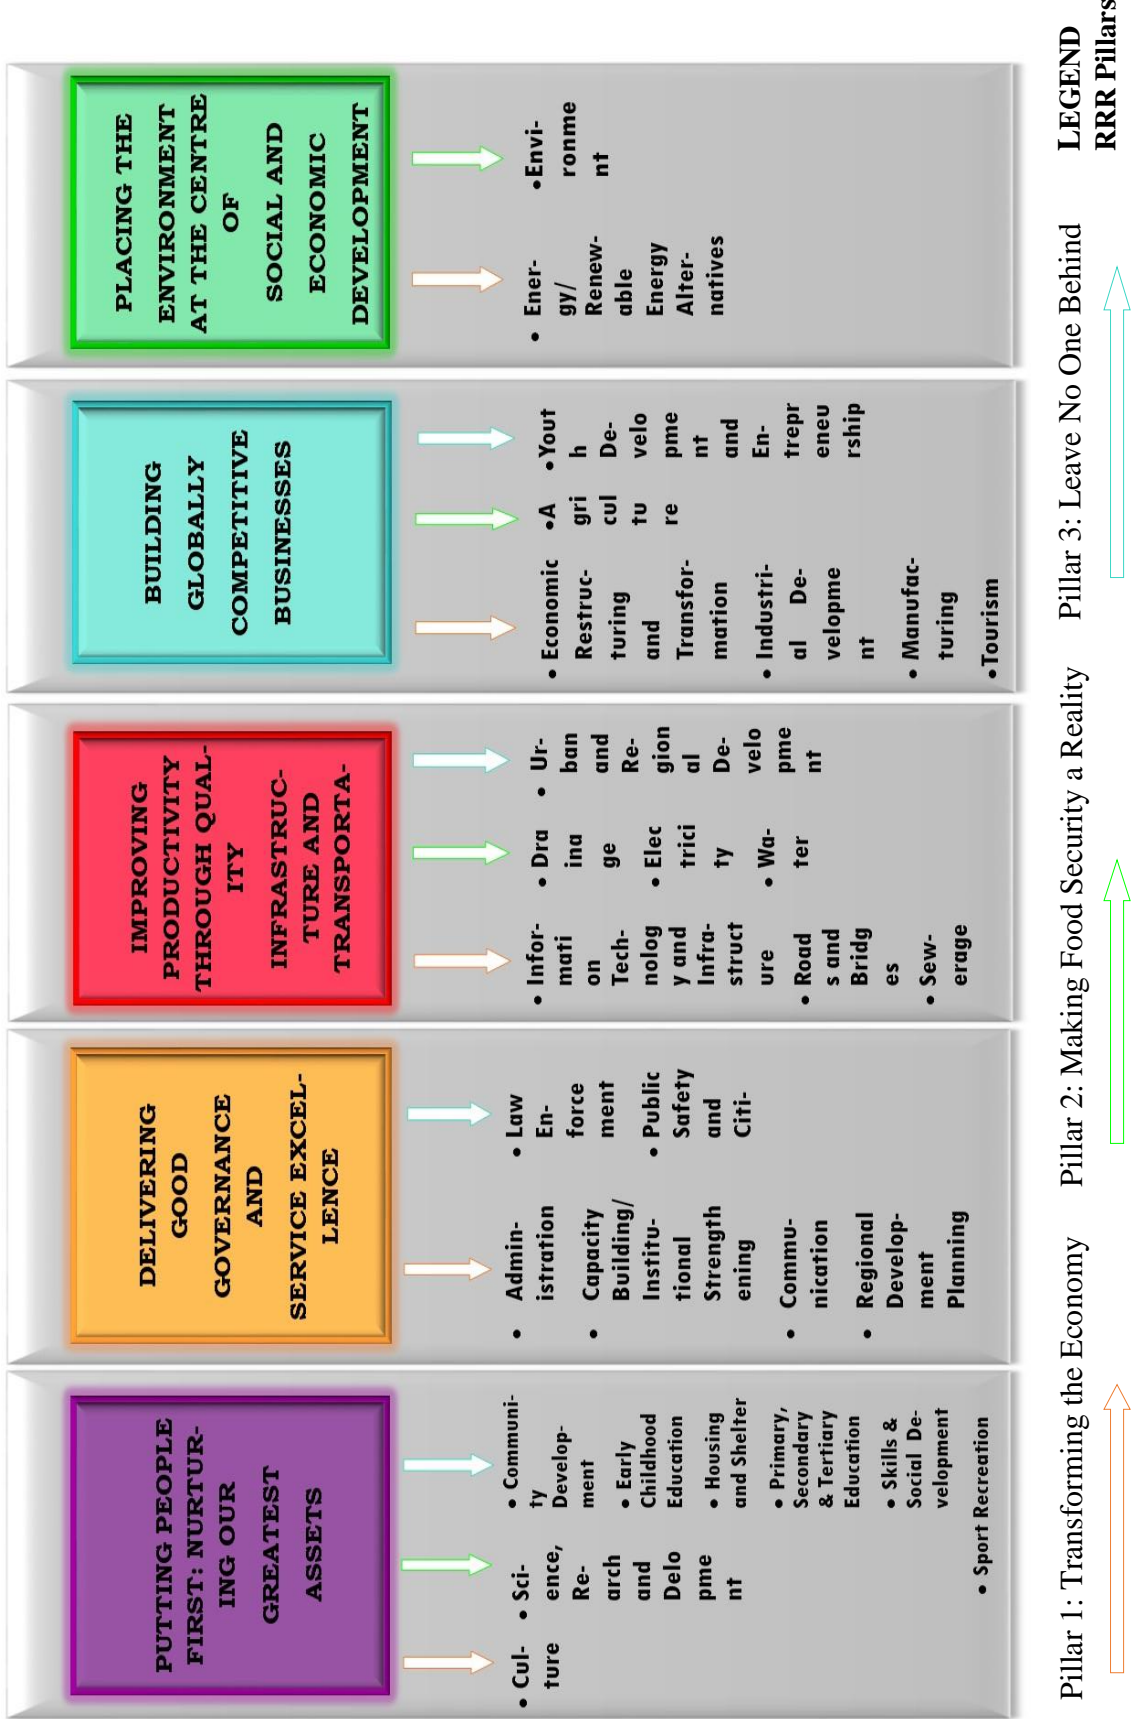 PUTTING PEOPLE
FIRST: NURTUR-
ING OUR
GREATEST
ASSETS
• Cul-
ture
• Sci-
ence,
Re-
arch
and
Delo
pme
nt
• Communi-
ty
Develop-
ment
• Early
Childhood
Education
• Housing
and Shelter
• Primary,
Secondary
& Tertiary
Education
• Skills &
Social De-
velopment
• Sport Recreation
DELIVERING
GOOD
GOVERNANCE
AND
SERVICE EXCEL-
LENCE
• Admin-
istration
• Capacity
Building/
Institu-
tional
Strength
ening
• Commu-
nication
• Regional
Develop-
ment
Planning
• Law
En-
force
ment
• Public
Safety
and
Citi-
IMPROVING
PRODUCTIVITY
THROUGH QUAL-
ITY
INFRASTRUC-
TURE AND
TRANSPORTA-
• Infor-
mati
on
Tech-
nolog
y and
Infra-
struct
ure
• Road
s and
Bridg
es
• Sew-
erage
• Dra
ina
ge
• Elec
trici
ty
• Wa-
ter
• Ur-
ban
and
Re-
gion
al
De-
velo
pme
nt
BUILDING
GLOBALLY
COMPETITIVE
BUSINESSES
• Economic
Restruc-
turing
and
Transfor-
mation
• Industri-
al De-
velopme
nt
• Manufac-
turing
• Tourism
• A
gri
cul
tu
re
• Yout
h
De-
velo
pme
nt
and
En-
trepr
eneu
rship
PLACING THE
ENVIRONMENT
AT THE CENTRE
OF
SOCIAL AND
ECONOMIC
DEVELOPMENT
• Ener-
gy/
Renew-
able
Energy
Alter-
natives
• Envi-
ronme
nt
LEGEND
RRR Pillars
Pillar 1: Transforming the Economy
Pillar 2: Making Food Security a Reality
Pillar 3: Leave No One Behind